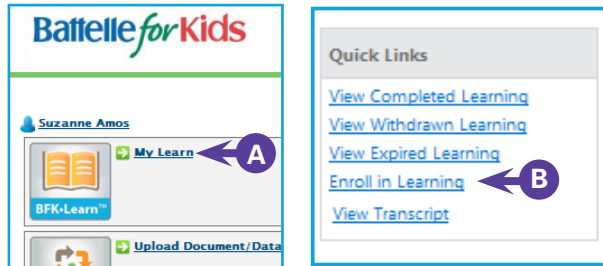 Battelle for Kids
Suzanne Amos
My Learn
A
BFK•Learn™
Upload Document/Data
Quick Links
View Completed Learning
View Withdrawn Learning
View Expired Learning
Enroll in Learning
B
View Transcript